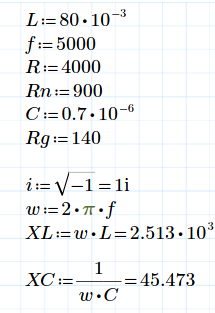 L:=80•10⁻³
f:=5000
R:=4000
Rn:=900
C:=0.7•10⁻⁶
Rg:=140
i:=√-1=1i
w:=2•π•f
XL:=w•L=2.513•10³
XC:=1/(w•C)=45.473